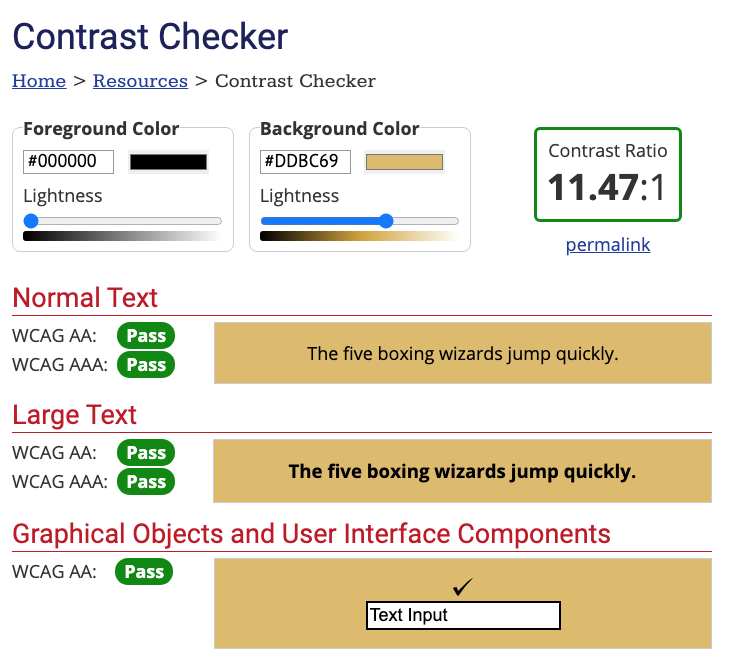 Contrast Checker
Home > Resources > Contrast Checker
Foreground Color
#000000
Lightness
Background Color
#DDBC69
Lightness
Contrast Ratio
11.47:1
permalink
Normal Text
WCAG AA: Pass
WCAG AAA: Pass
The five boxing wizards jump quickly.
Large Text
WCAG AA: Pass
WCAG AAA: Pass
The five boxing wizards jump quickly.
Graphical Objects and User Interface Components
WCAG AA: Pass
✓
Text Input